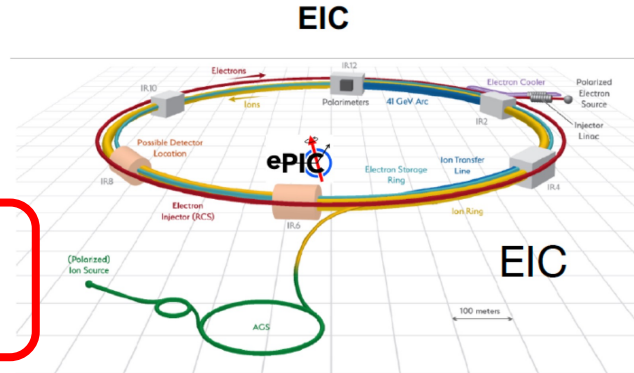 EIC
IR12
Electrons
Ions
IR10
Polarimeters
41 GeV Arc
Electron Cooler
Polarized
Electron
Source
IR2
Injector
Linac
Possible Detector
Location
IR8
ePIC
Electron Storage
Ring
Ion Transfer
Line
IR4
Electron
Injector (RCS)
IR6
Ion Ring
(Polarized)
Ion Source
EIC
AGS
100 meters